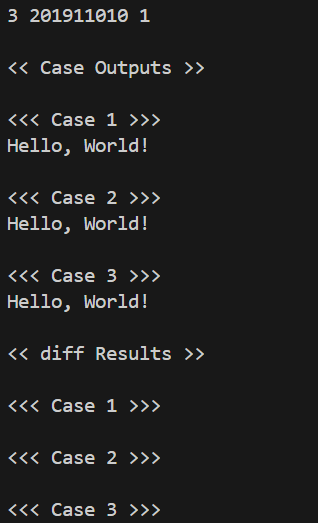 3 201911010 1
<< Case Outputs >>
<<< Case 1 >>>
Hello, World!
<<< Case 2 >>>
Hello, World!
<<< Case 3 >>>
Hello, World!
<< diff Results >>
<<< Case 1 >>>
<<< Case 2 >>>
<<< Case 3 >>>